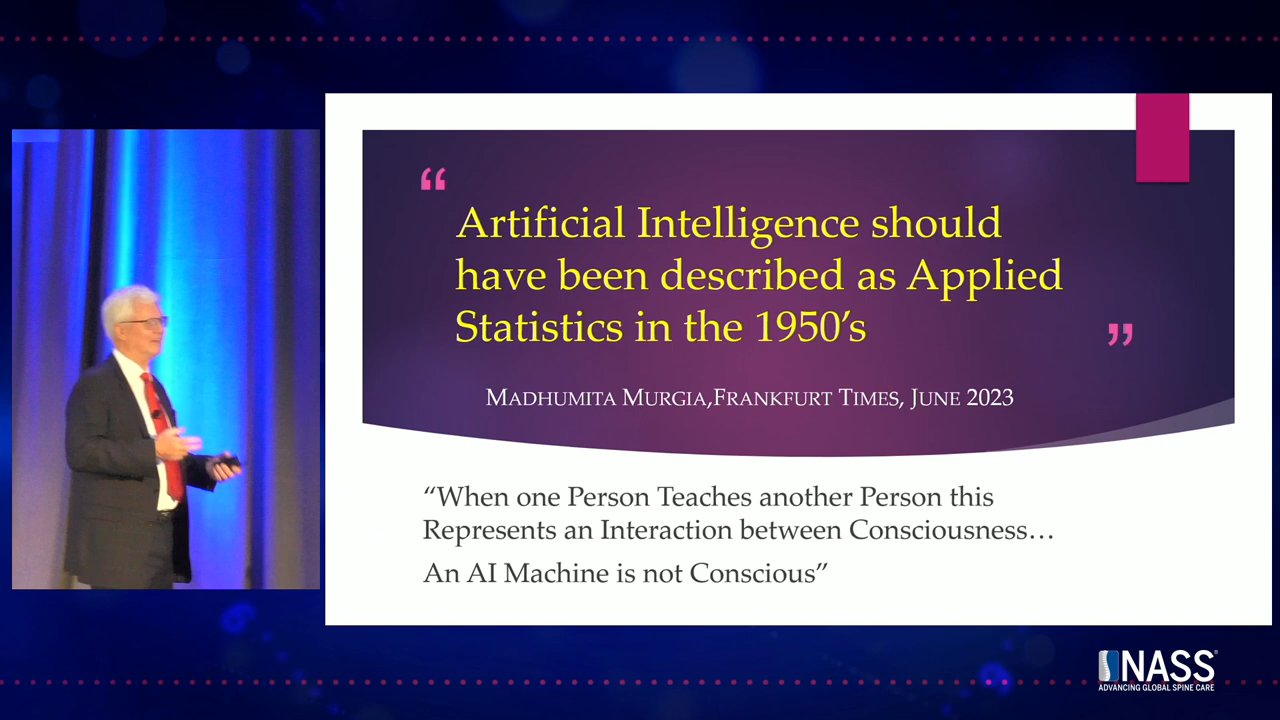 “
Artificial Intelligence should
have been described as Applied
Statistics in the 1950’s
”
Madhumita Murgia,Frankfurt Times, June 2023
“When one Person Teaches another Person this
Represents an Interaction between Consciousness…
An AI Machine is not Conscious”
NASS®
ADVANCING GLOBAL SPINE CARE